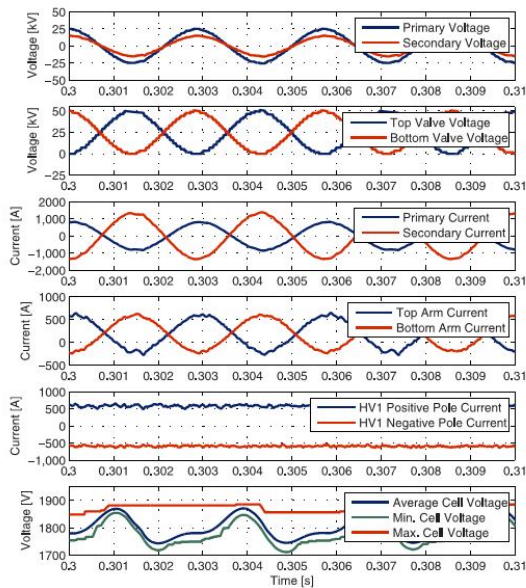 50
25
0
−25
−50
Voltage [kV]
Primary Voltage
Secondary Voltage
0.3 0.301 0.302 0.303 0.304 0.305 0.306 0.307 0.308 0.309 0.31
50
25
0
−25
Voltage [kV]
Top Valve Voltage
Bottom Valve Voltage
0.3 0.301 0.302 0.303 0.304 0.305 0.306 0.307 0.308 0.309 0.31
2,000
1,000
0
−1,000
−2,000
Current [A]
Primary Current
Secondary Current
0.3 0.301 0.302 0.303 0.304 0.305 0.306 0.307 0.308 0.309 0.31
1000
500
0
−500
Current [A]
Top Arm Current
Bottom Arm Current
0.3 0.301 0.302 0.303 0.304 0.305 0.306 0.307 0.308 0.309 0.31
1000
500
0
−500
−1,000
Current [A]
HV1 Positive Pole Current
HV1 Negative Pole Current
0.3 0.301 0.302 0.303 0.304 0.305 0.306 0.307 0.308 0.309 0.31
1900
1800
1700
Voltage [V]
Average Cell Voltage
Min. Cell Voltage
Max. Cell Voltage
0.3 0.301 0.302 0.303 0.304 0.305 0.306 0.307 0.308 0.309 0.31
Time [s]